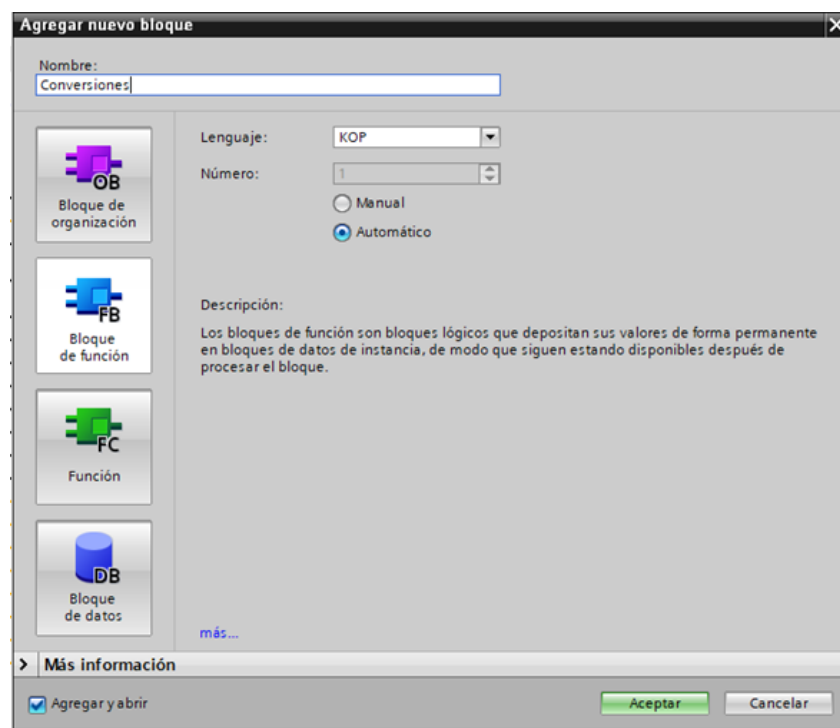 Agregar nuevo bloque
Nombre:
Conversiones
OB
Bloque de
organización
FB
Bloque
de función
FC
Función
DB
Bloque
de datos
Lenguaje:
KOP
Número:
1
Manual
Automático
Descripción:
Los bloques de función son bloques lógicos que depositan sus valores de forma permanente
en bloques de datos de instancia, de modo que siguen estando disponibles después de
procesar el bloque.
más...
Más información
Agregar y abrir
Aceptar
Cancelar